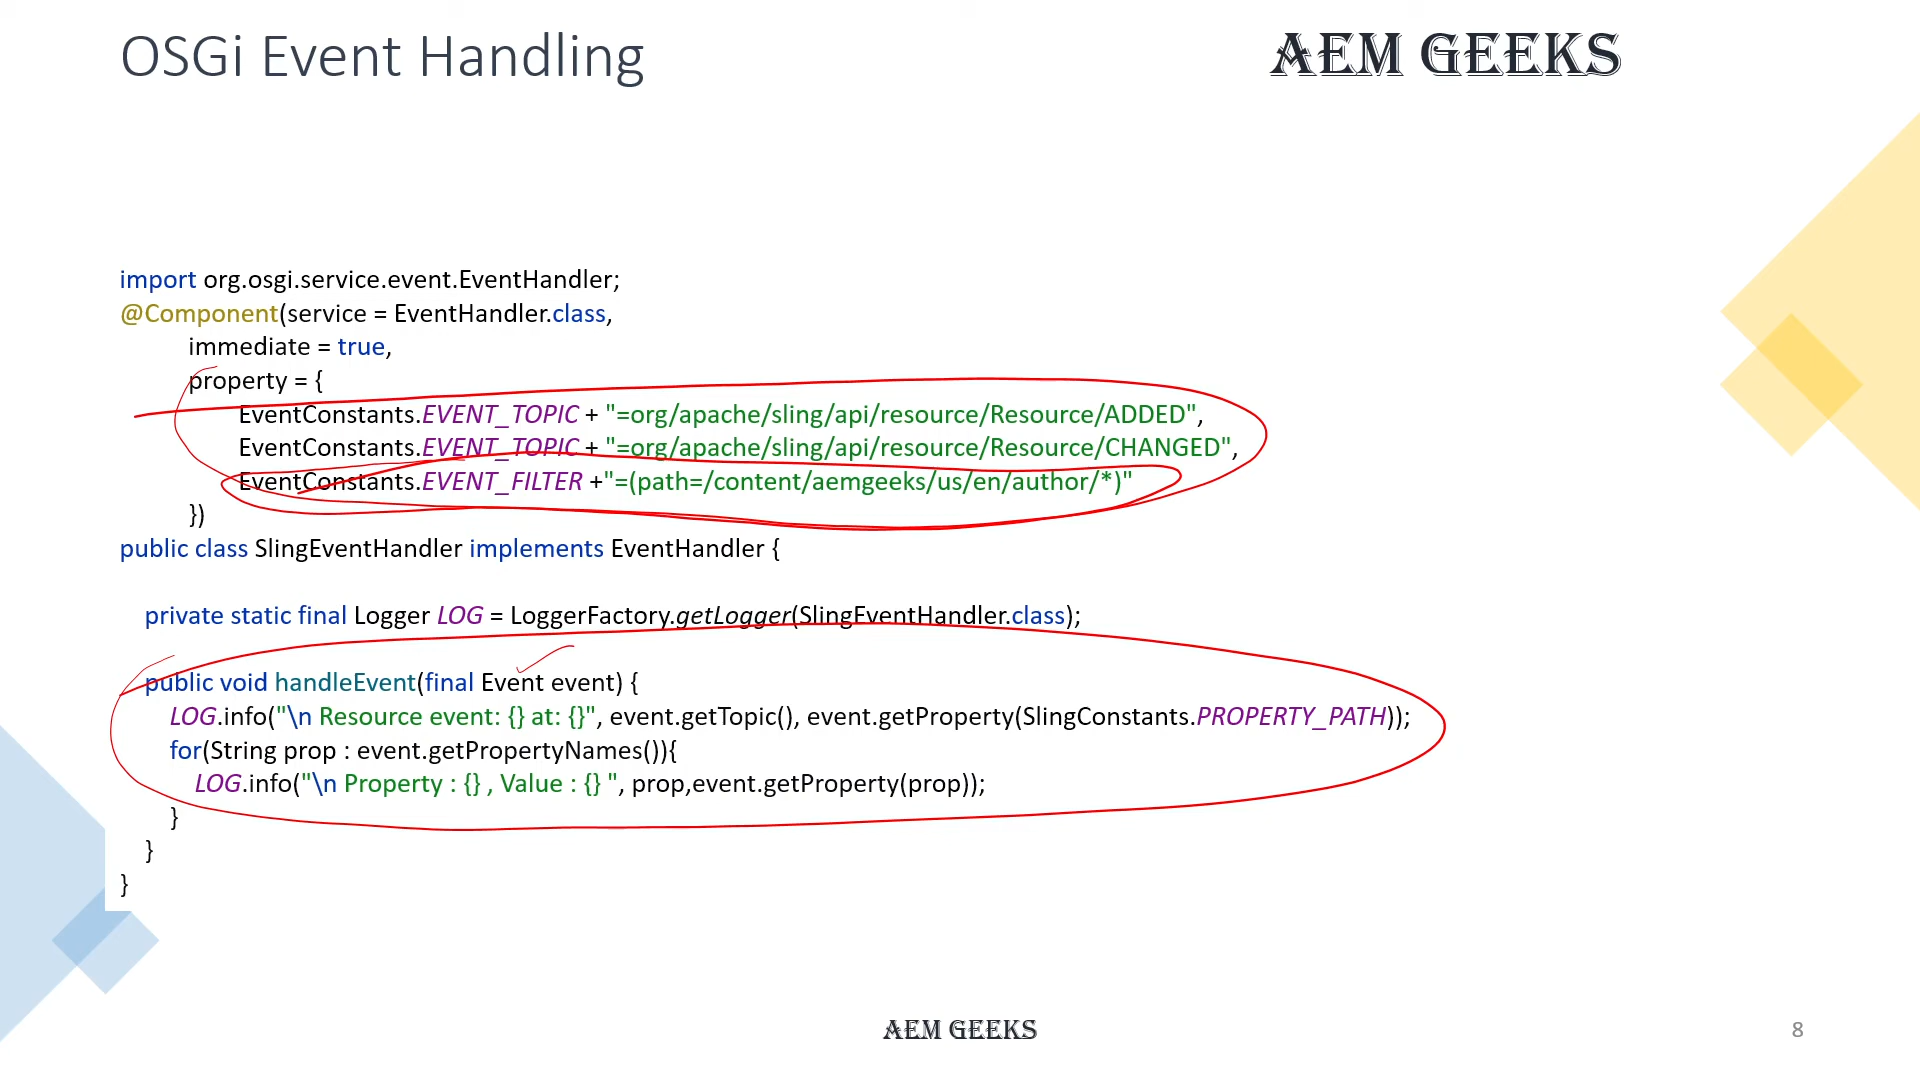 OSGi Event Handling
AEM GEEKS
import org.osgi.service.event.EventHandler;
@Component(service = EventHandler.class,
immediate = true,
property = {
EventConstants.EVENT_TOPIC + "=org/apache/sling/api/resource/Resource/ADDED",
EventConstants.EVENT_TOPIC + "=org/apache/sling/api/resource/Resource/CHANGED",
EventConstants.EVENT_FILTER +"=(path=/content/aemgeeks/us/en/author/*)"
})
public class SlingEventHandler implements EventHandler {
private static final Logger LOG = LoggerFactory.getLogger(SlingEventHandler.class);
public void handleEvent(final Event event) {
LOG.info("\n Resource event: {} at: {}", event.getTopic(), event.getProperty(SlingConstants.PROPERTY_PATH));
for(String prop : event.getPropertyNames()){
LOG.info("\n Property : {} , Value : {} ", prop,event.getProperty(prop));
}
}
}
AEM GEEKS
8